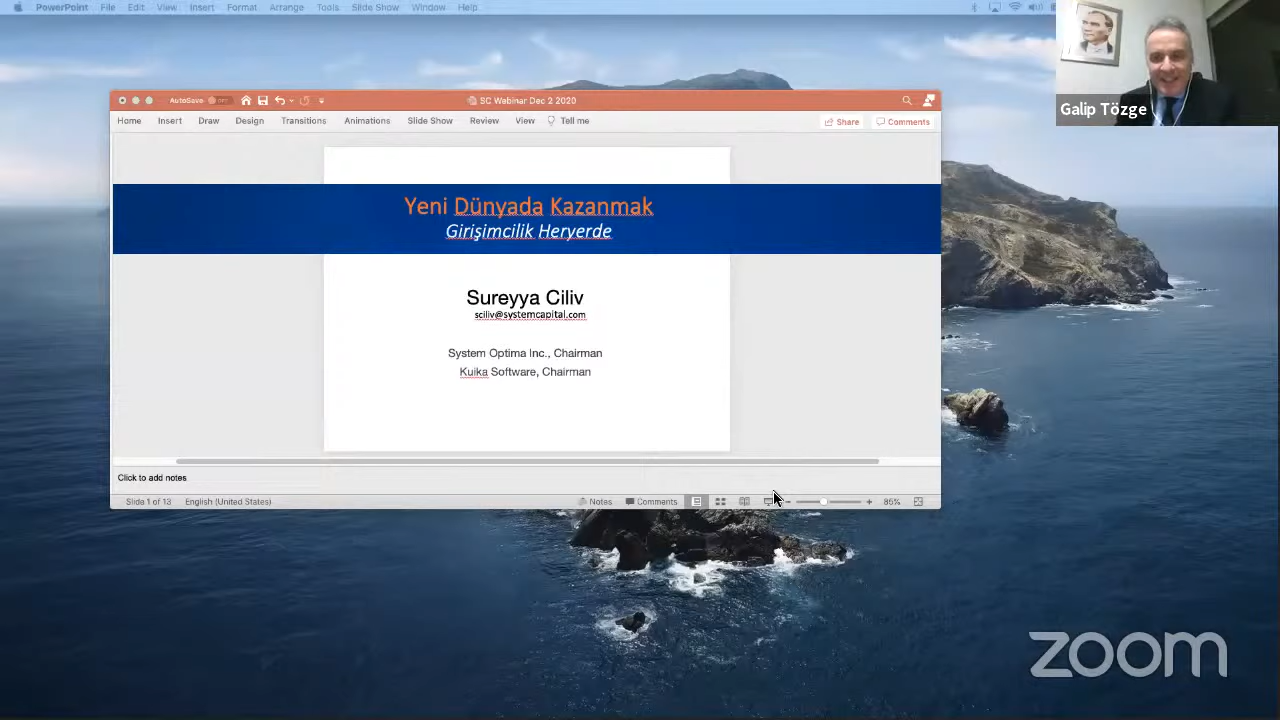 PowerPoint File Edit View Insert Format Arrange Tools Slide Show Window Help
Galip Tözge
AutoSave OFF
SC Webinar Dec 2 2020
Home Insert Draw Design Transitions Animations Slide Show Review View Tell me
Share Comments
Yeni Dünyada Kazanmak
Girişimcilik Heryerde
Sureyya Ciliv
sciliv@systemcapital.com
System Optima Inc., Chairman
Kuika Software, Chairman
Click to add notes
Slide 1 of 13 English (United States) Notes Comments 86%
zoom